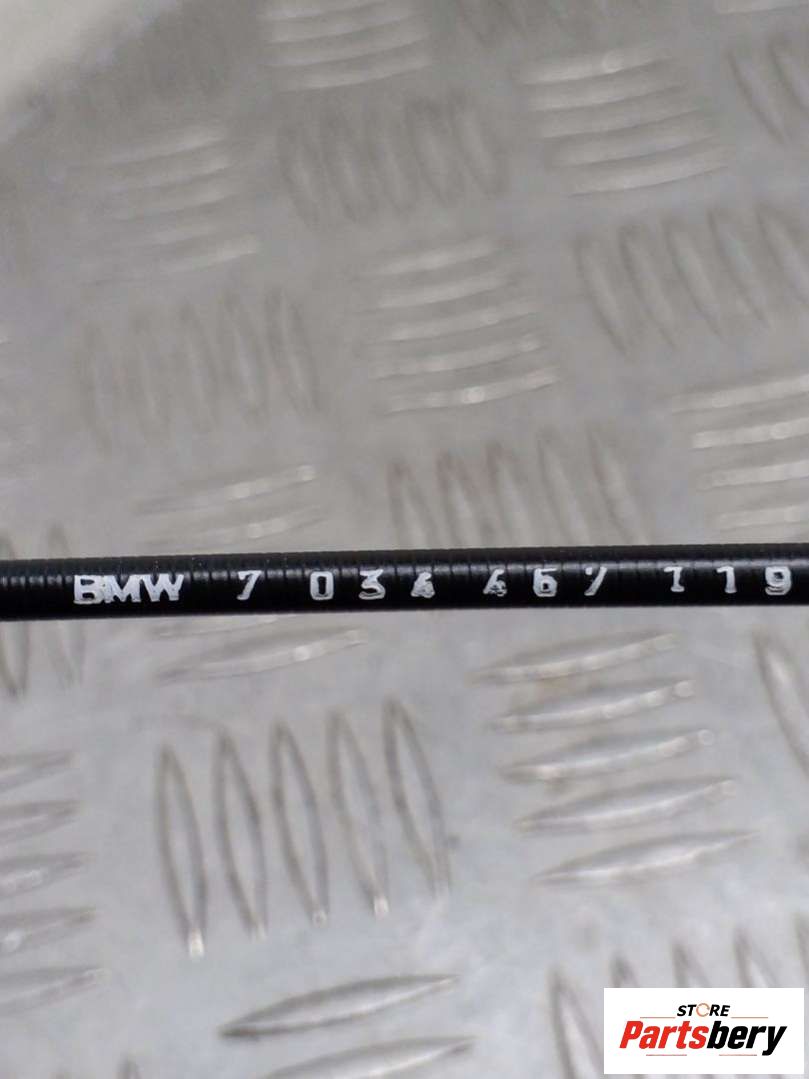 BMW 7 034 467 119
STORE
Partsbery